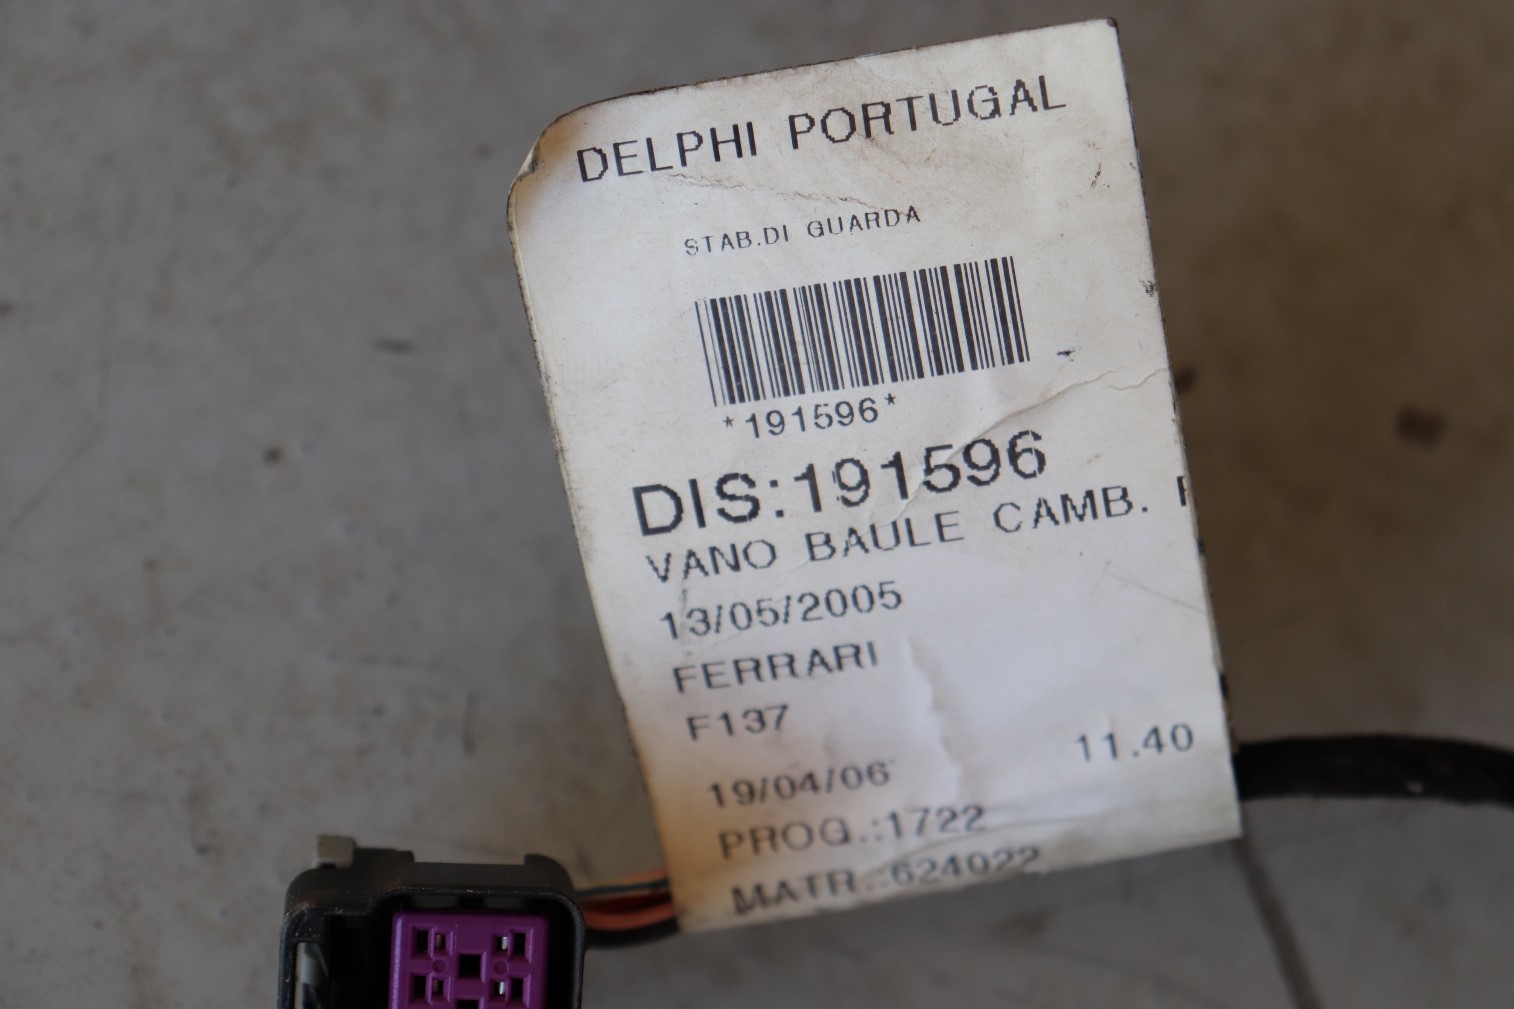 DELPHI PORTUGAL
STAB.DI GUARDA
*191596*
DIS:191596
VANO BAULE CAMB.
13/05/2005
FERRARI
F137
19/04/06 11.40
PROG.:1722
MATR.:624022